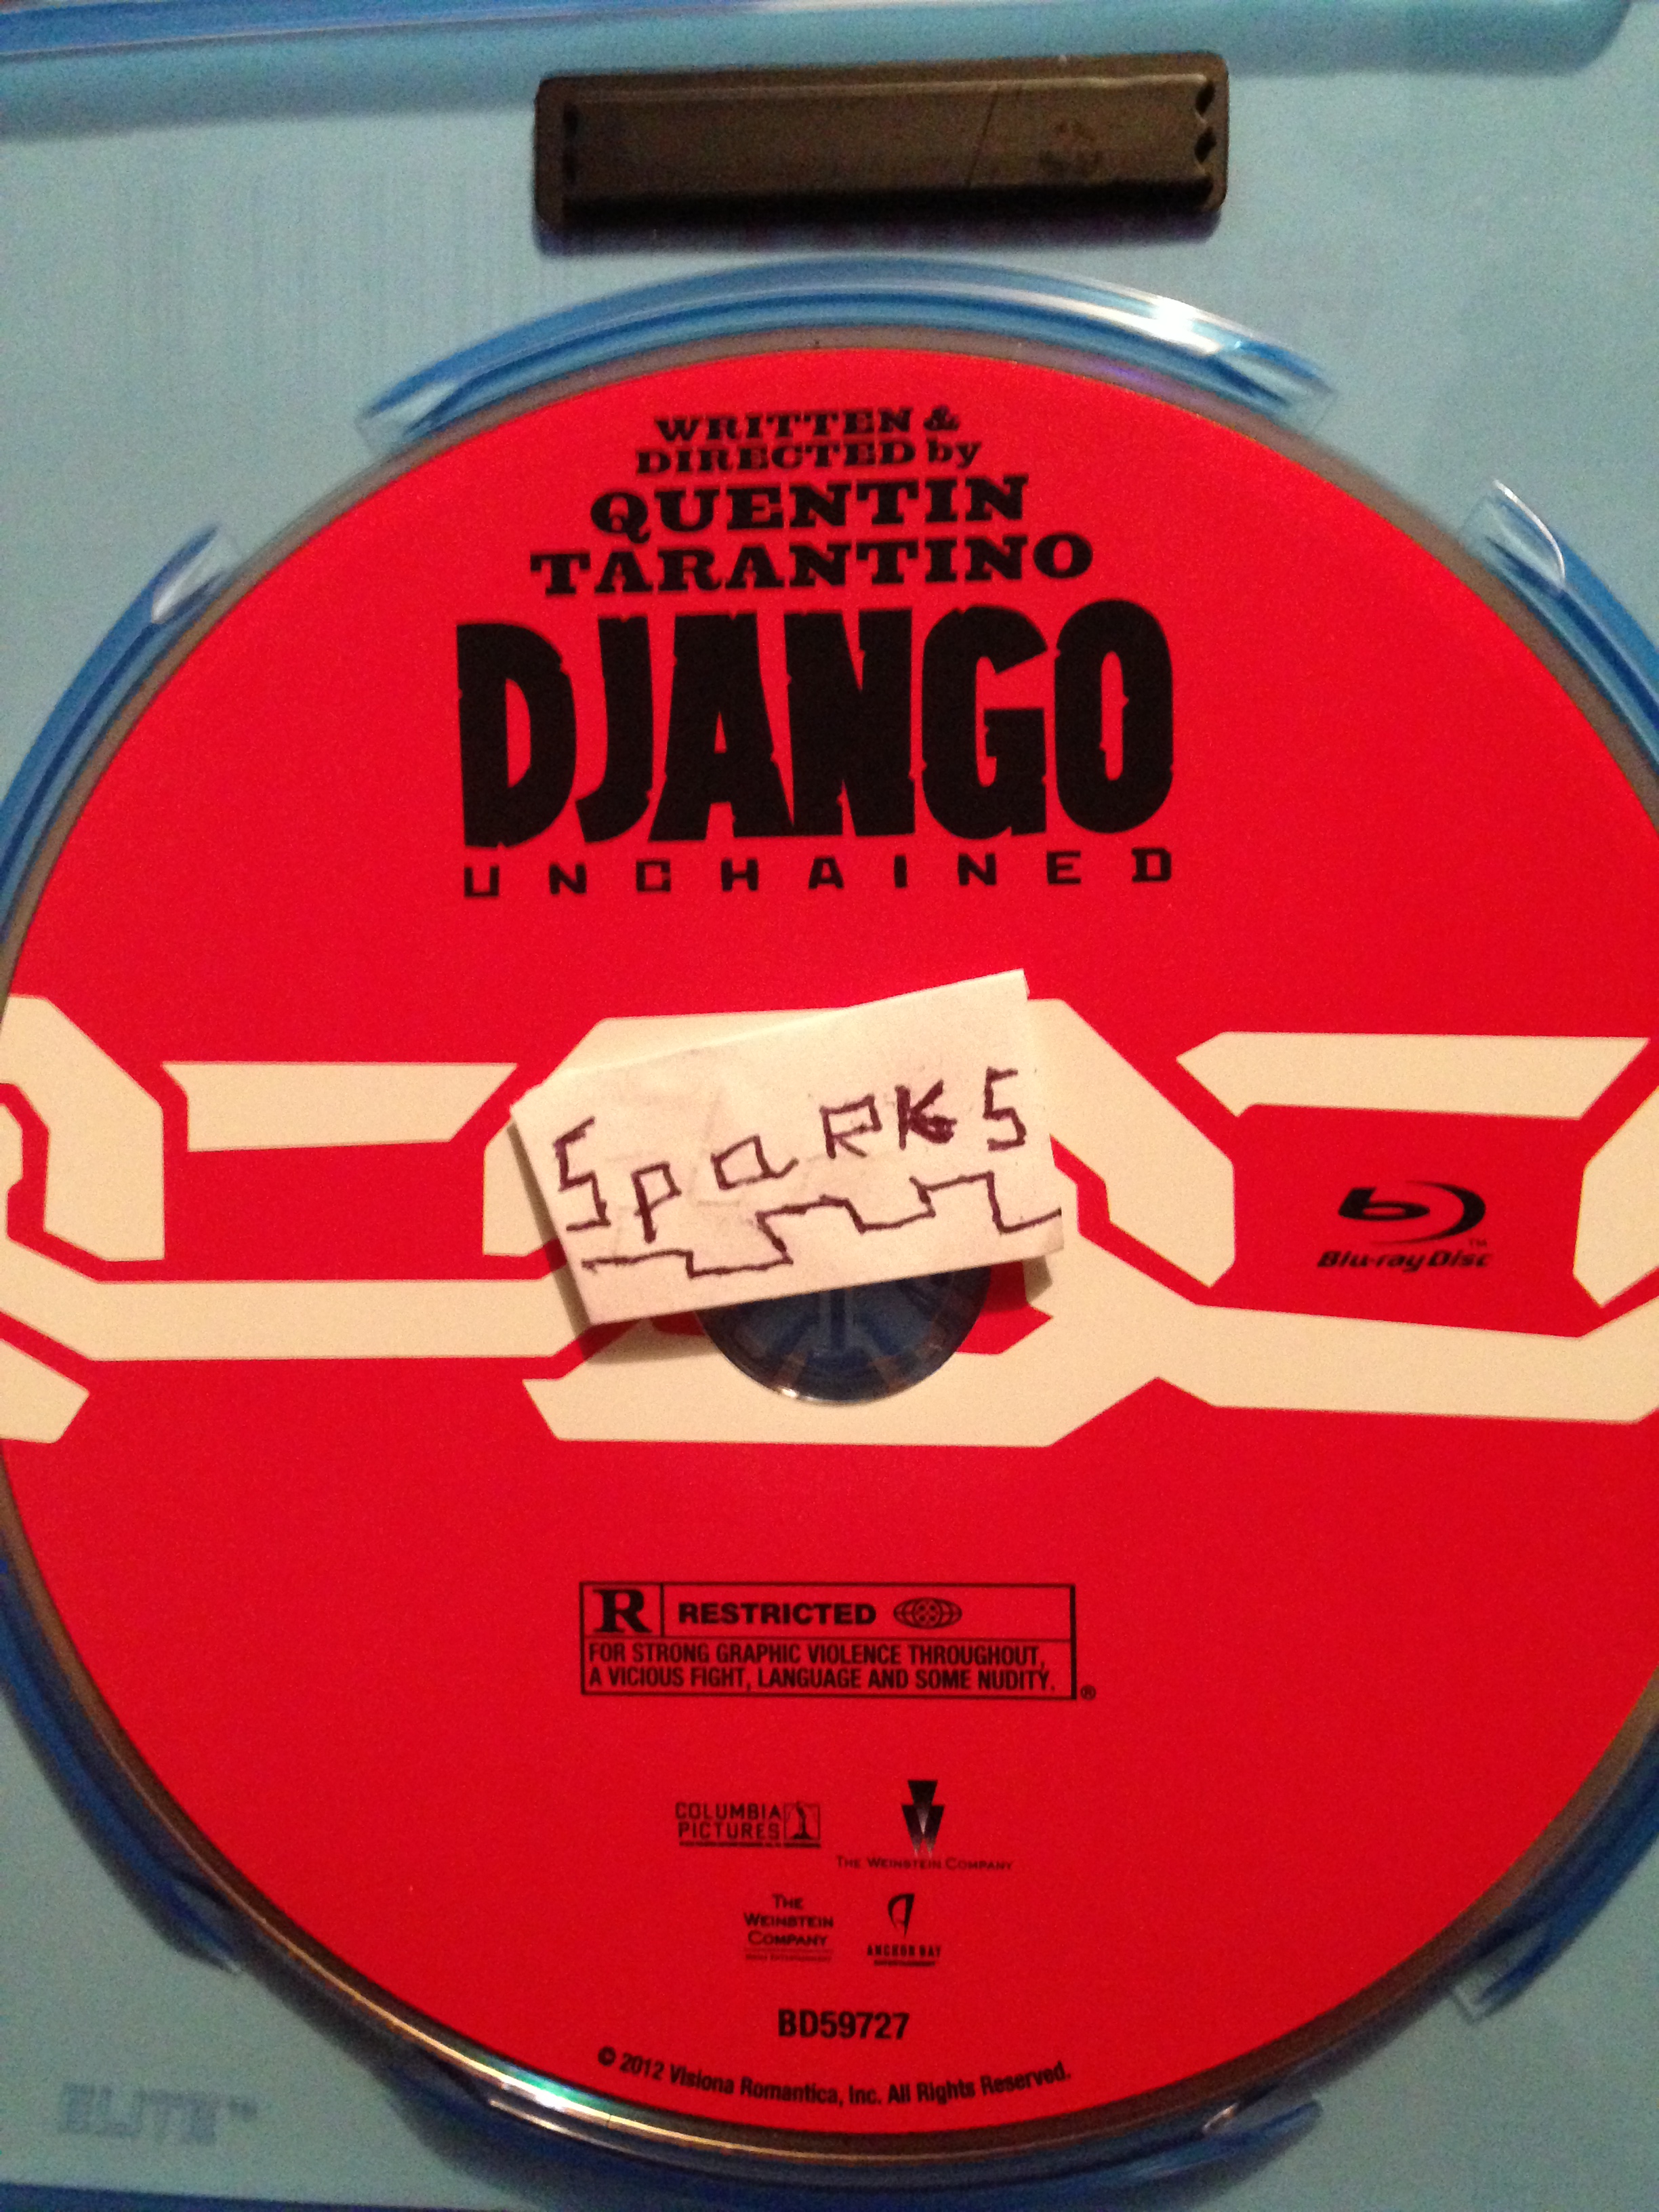 WRITTEN &
DIRECTED by
QUENTIN
TARANTINO
DJANGO
UNCHAINED
SpaRKS
Blu-ray Disc™
R RESTRICTED
FOR STRONG GRAPHIC VIOLENCE THROUGHOUT,
A VICIOUS FIGHT, LANGUAGE AND SOME NUDITY.
®
COLUMBIA
PICTURES
THE WEINSTEIN COMPANY
THE
WEINSTEIN
COMPANY
ANCHOR BAY
BD59727
© 2012 Visiona Romantica, Inc. All Rights Reserved.
ELITE™